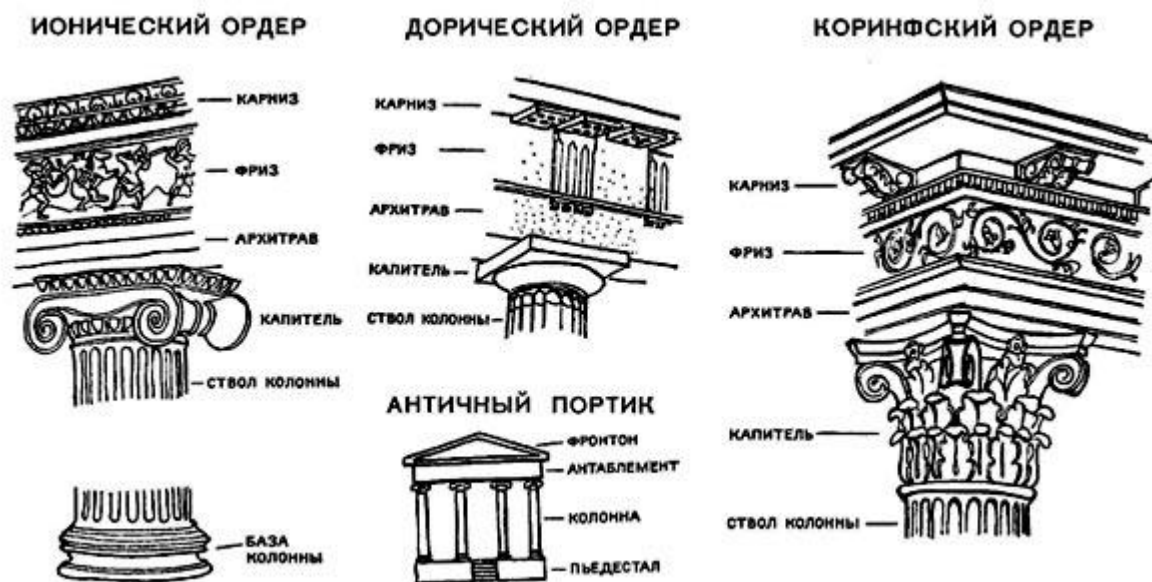 ИОНИЧЕСКИЙ ОРДЕР
КАРНИЗ
ФРИЗ
АРХИТРАВ
КАПИТЕЛЬ
СТВОЛ КОЛОННЫ
БАЗА
КОЛОННЫ
ДОРИЧЕСКИЙ ОРДЕР
КАРНИЗ
ФРИЗ
АРХИТРАВ
КАПИТЕЛЬ
СТВОЛ КОЛОННЫ
АНТИЧНЫЙ ПОРТИК
ФРОНТОН
АНТАБЛЕМЕНТ
КОЛОННА
ПЬЕДЕСТАЛ
КОРИНФСКИЙ ОРДЕР
КАРНИЗ
ФРИЗ
АРХИТРАВ
КАПИТЕЛЬ
СТВОЛ КОЛОННЫ